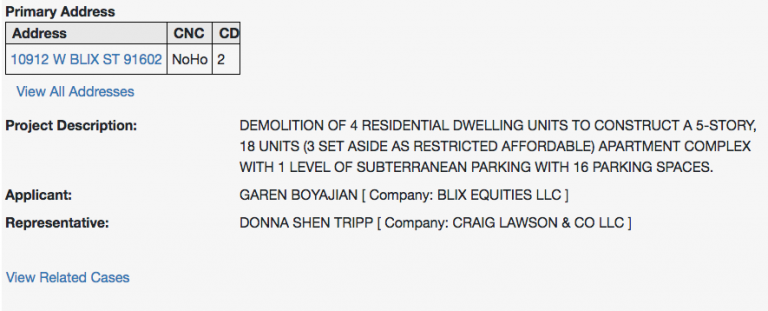 Primary Address
Address CNC CD
10912 W BLIX ST 91602 NoHo 2
View All Addresses
Project Description: DEMOLITION OF 4 RESIDENTIAL DWELLING UNITS TO CONSTRUCT A 5-STORY,
18 UNITS (3 SET ASIDE AS RESTRICTED AFFORDABLE) APARTMENT COMPLEX
WITH 1 LEVEL OF SUBTERRANEAN PARKING WITH 16 PARKING SPACES.
Applicant: GAREN BOYAJIAN [ Company: BLIX EQUITIES LLC ]
Representative: DONNA SHEN TRIPP [ Company: CRAIG LAWSON & CO LLC ]
View Related Cases